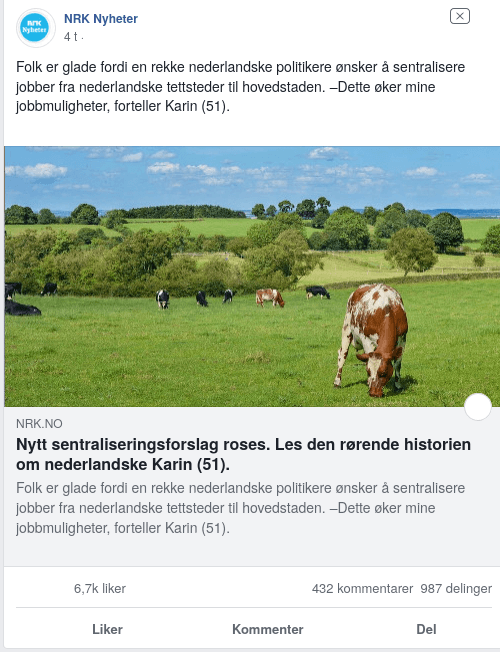 NRK Nyheter
NRK
Nyheter
4 t ·
Folk er glade fordi en rekke nederlandske politikere ønsker å sentralisere
jobber fra nederlandske tettsteder til hovedstaden. –Dette øker mine
jobbmuligheter, forteller Karin (51).
NRK.NO
Nytt sentraliseringsforslag roses. Les den rørende historien
om nederlandske Karin (51).
Folk er glade fordi en rekke nederlandske politikere ønsker å sentralisere
jobber fra nederlandske tettsteder til hovedstaden. –Dette øker mine
jobbmuligheter, forteller Karin (51).
6,7k liker 432 kommentarer 987 delinger
Liker Kommenter Del